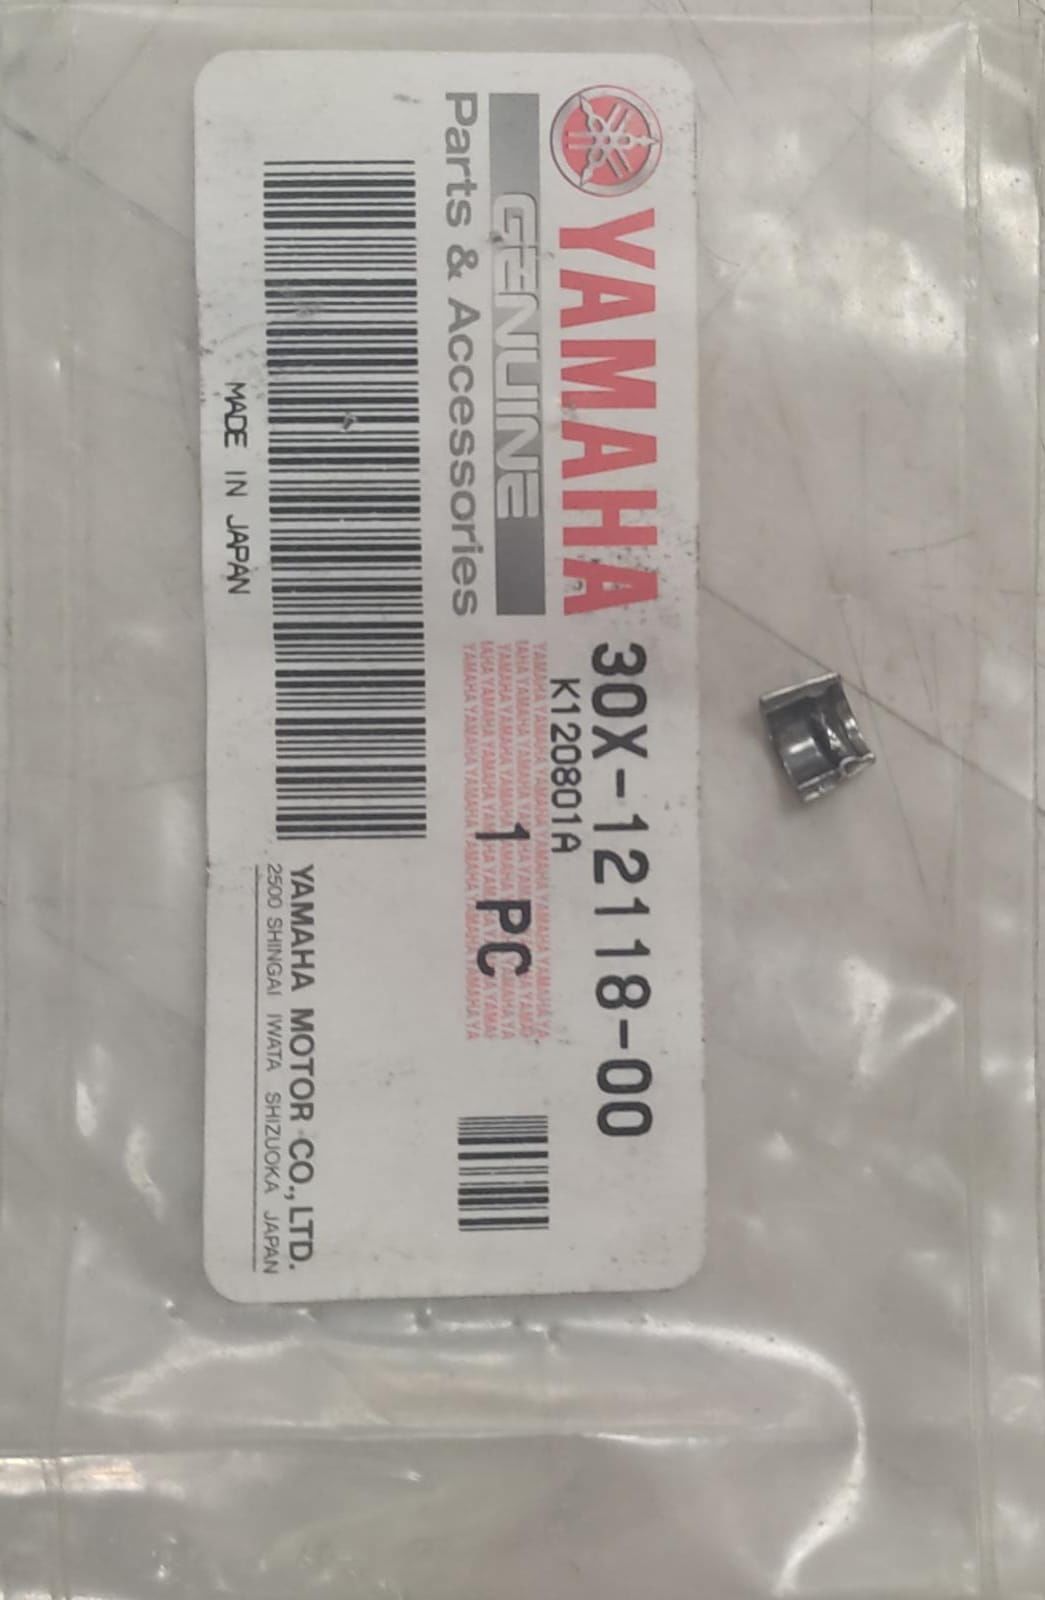 YAMAHA
GENUINE
Parts & Accessories
30X-12118-00
K120801A
1 PC
MADE IN JAPAN
YAMAHA MOTOR CO., LTD.
2500 SHINGAI IWATA SHIZUOKA JAPAN